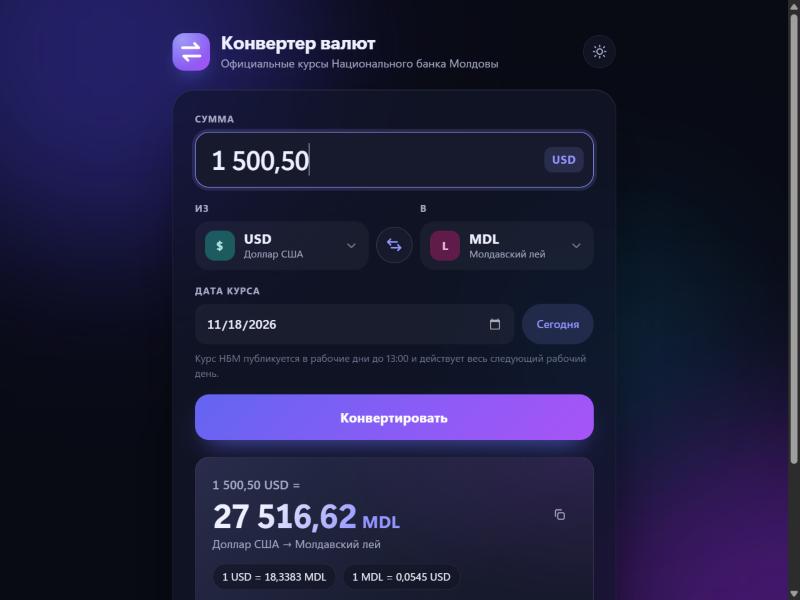 Конвертер валют
Официальные курсы Национального банка Молдовы
СУММА
1 500,50
USD
ИЗ
В
$
USD
Доллар США
L
MDL
Молдавский лей
ДАТА КУРСА
11/18/2026
Сегодня
Курс НБМ публикуется в рабочие дни до 13:00 и действует весь следующий рабочий
день.
Конвертировать
1 500,50 USD =
27 516,62 MDL
Доллар США → Молдавский лей
1 USD = 18,3383 MDL
1 MDL = 0,0545 USD